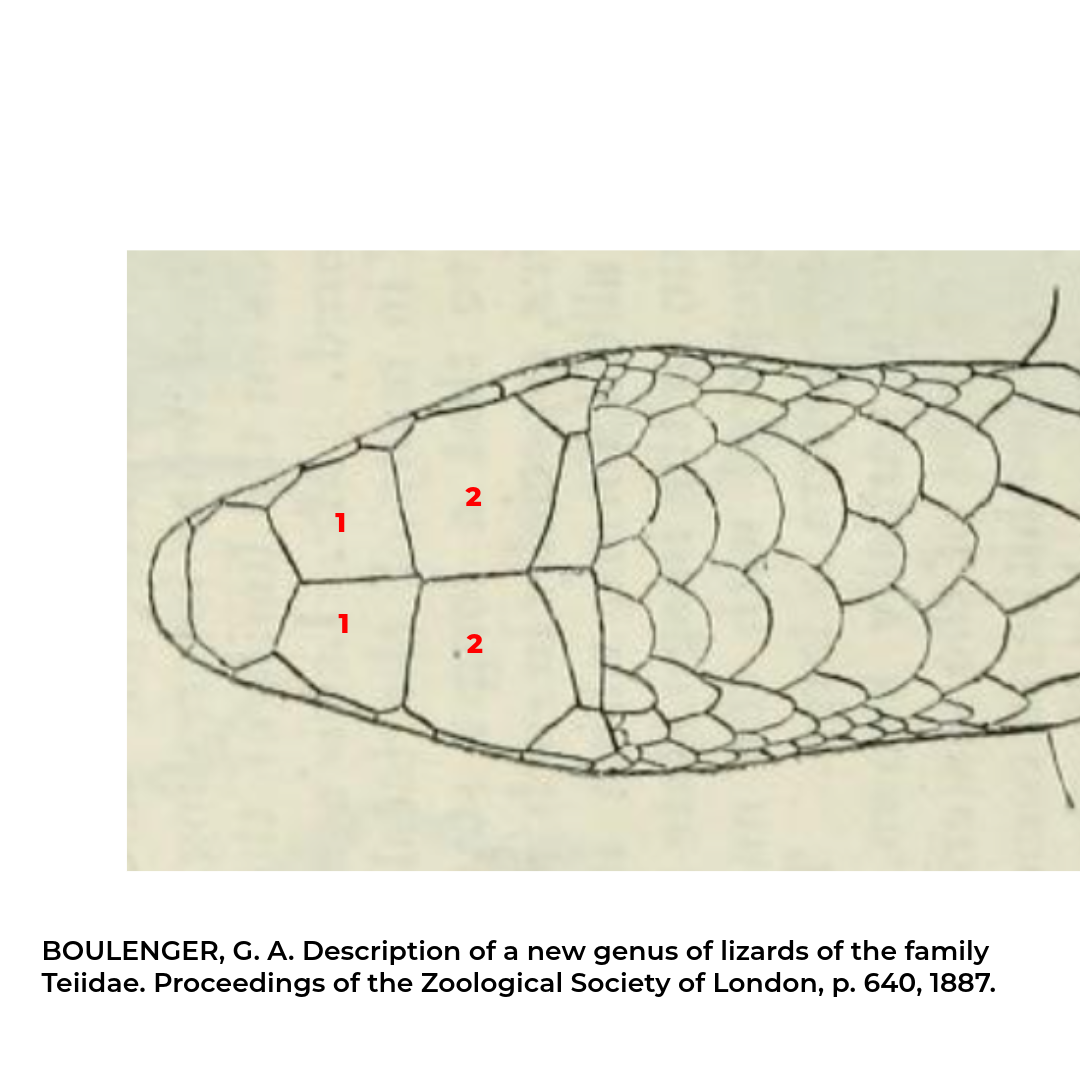 1
2
1
2
BOULENGER, G. A. Description of a new genus of lizards of the family
Teiidae. Proceedings of the Zoological Society of London, p. 640, 1887.